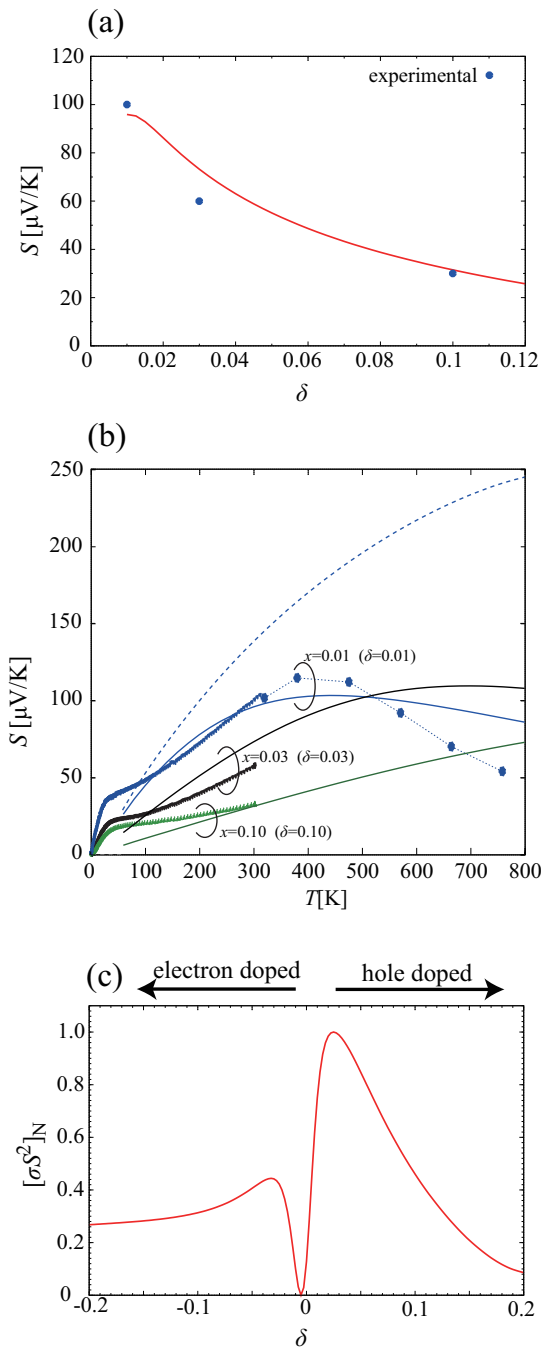 (a)
120
100
80
60
40
20
0
S [μV/K]
experimental
0 0.02 0.04 0.06 0.08 0.1 0.12
δ
(b)
250
200
150
100
50
0
S [μV/K]
x=0.01 (δ=0.01)
x=0.03 (δ=0.03)
x=0.10 (δ=0.10)
0 100 200 300 400 500 600 700 800
T[K]
(c)
electron doped hole doped
1.0
0.8
0.6
0.4
0.2
0
[σS²]N
-0.2 -0.1 0 0.1 0.2
δ